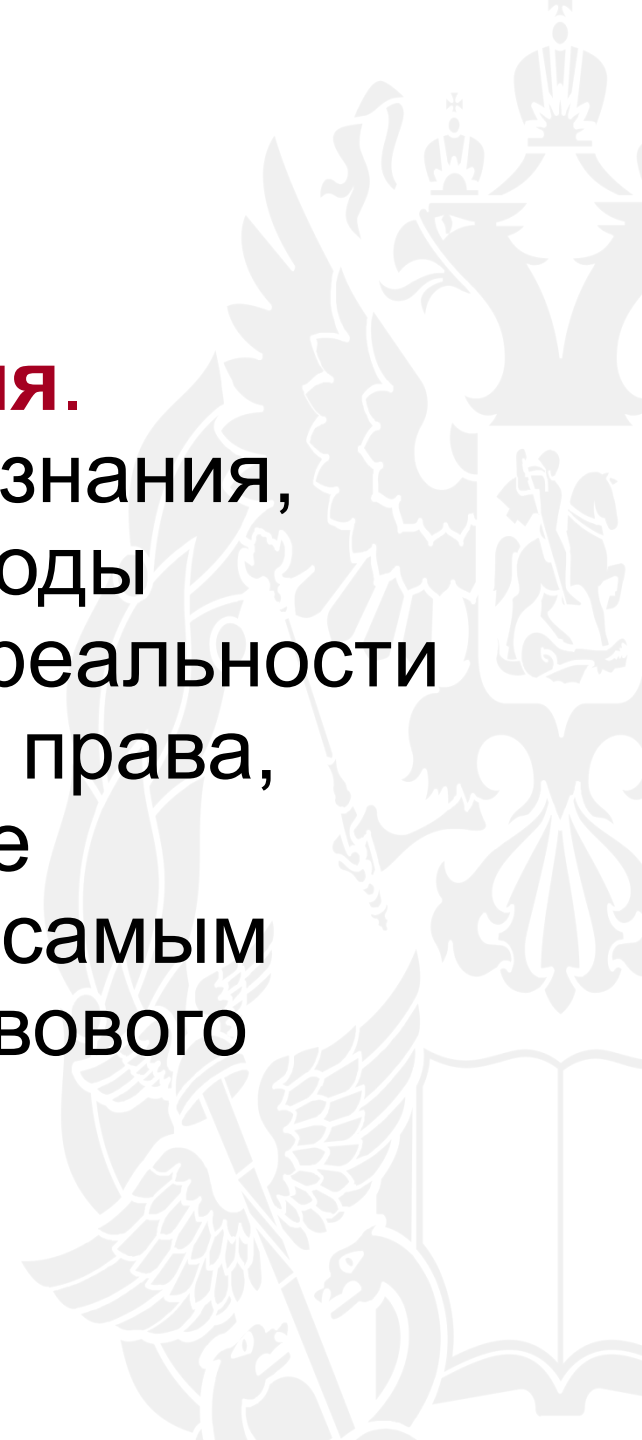 ия.
знания,
оды
реальности
права,
е
самым
вового